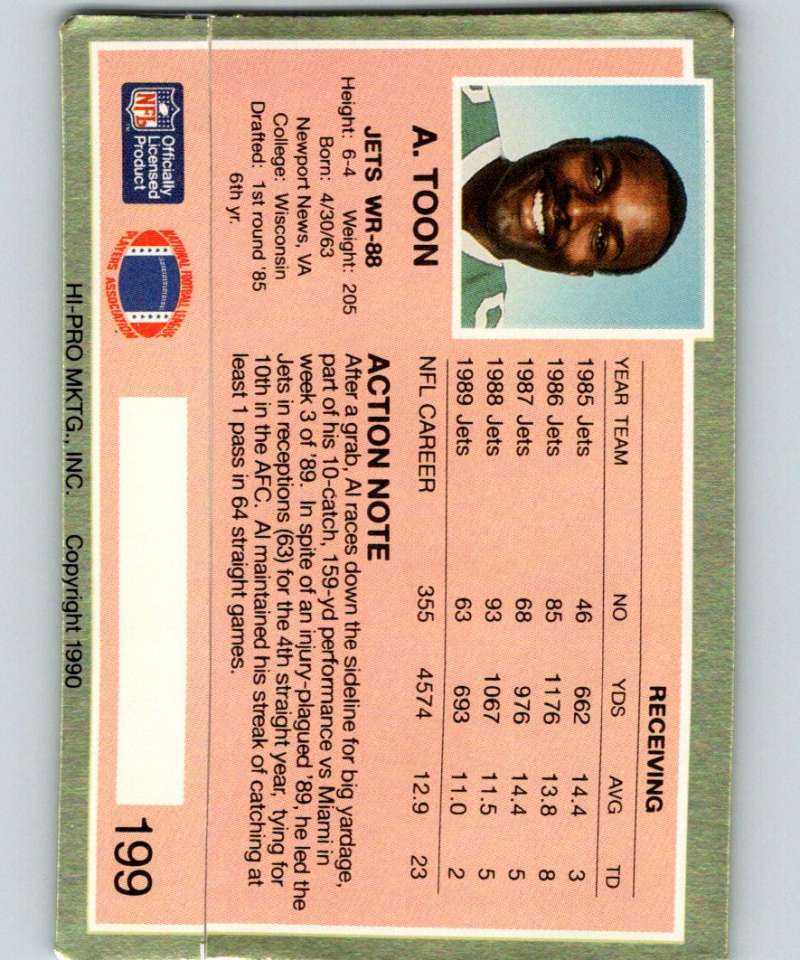 A. TOON
JETS WR-88
Height: 6-4 Weight: 205
Born: 4/30/63
Newport News, VA
College: Wisconsin
Drafted: 1st round '85
6th yr.
RECEIVING
YEAR TEAM NO YDS AVG TD
1985 Jets 46 662 14.4 3
1986 Jets 85 1176 13.8 8
1987 Jets 68 976 14.4 5
1988 Jets 93 1067 11.5 5
1989 Jets 63 693 11.0 2
NFL CAREER 355 4574 12.9 23
ACTION NOTE
After a grab, Al races down the sideline for big yardage,
part of his 10-catch, 159-yd performance vs Miami in
week 3 of '89. In spite of an injury-plagued '89, he led the
Jets in receptions (63) for the 4th straight year, tying for
10th in the AFC. Al maintained his streak of catching at
least 1 pass in 64 straight games.
NFL
Officially
Licensed
Product
NATIONAL FOOTBALL LEAGUE
PLAYERS ASSOCIATION
199
HI-PRO MKTG., INC. Copyright 1990